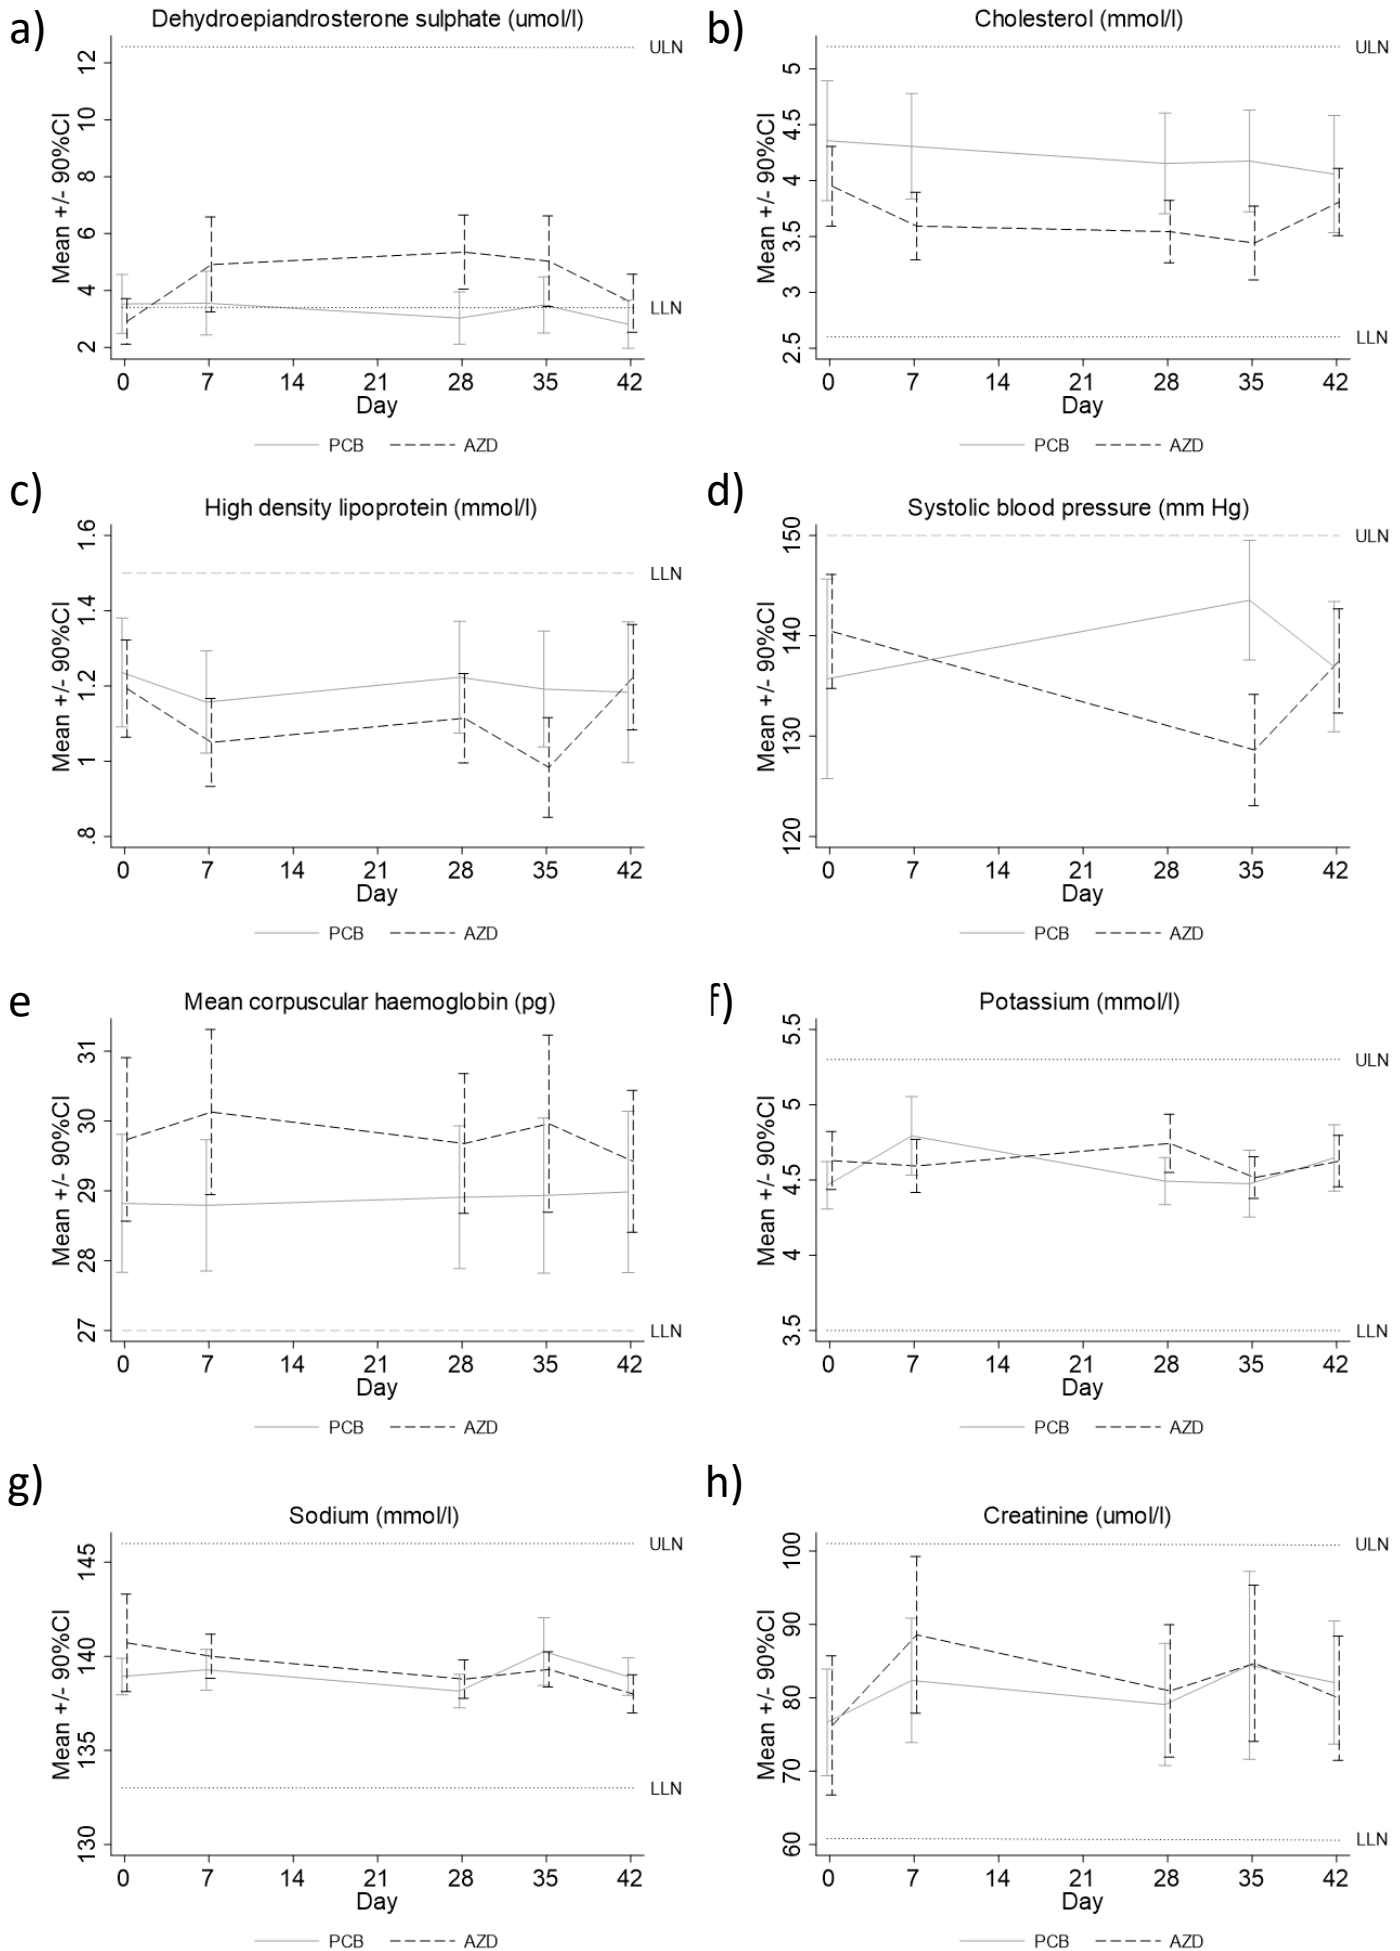 a)
Dehydroepiandrosterone sulphate (umol/l)
Mean +/- 90%CI
12
10
8
6
4
2
ULN
LLN
0 7 14 21 28 35 42
Day
PCB AZD
b)
Cholesterol (mmol/l)
Mean +/- 90%CI
5
4.5
4
3.5
3
2.5
ULN
LLN
0 7 14 21 28 35 42
Day
PCB AZD
c)
High density lipoprotein (mmol/l)
Mean +/- 90%CI
1.6
1.4
1.2
1
.8
LLN
0 7 14 21 28 35 42
Day
PCB AZD
d)
Systolic blood pressure (mm Hg)
Mean +/- 90%CI
150
140
130
120
ULN
0 7 14 21 28 35 42
Day
PCB AZD
e
Mean corpuscular haemoglobin (pg)
Mean +/- 90%CI
31
30
29
28
27
LLN
0 7 14 21 28 35 42
Day
PCB AZD
f)
Potassium (mmol/l)
Mean +/- 90%CI
5.5
5
4.5
4
3.5
ULN
LLN
0 7 14 21 28 35 42
Day
PCB AZD
g)
Sodium (mmol/l)
Mean +/- 90%CI
145
140
135
130
ULN
LLN
0 7 14 21 28 35 42
Day
PCB AZD
h)
Creatinine (umol/l)
Mean +/- 90%CI
100
90
80
70
60
ULN
LLN
0 7 14 21 28 35 42
Day
PCB AZD